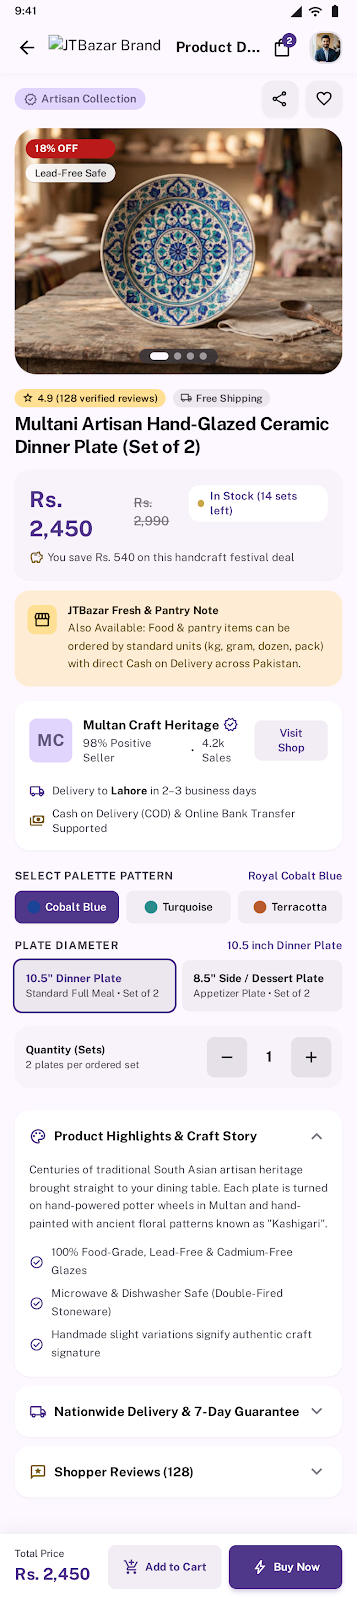 9:41
JTBazar Brand
Product D...
2
Artisan Collection
18% OFF
Lead-Free Safe
4.9 (128 verified reviews)
Free Shipping
Multani Artisan Hand-Glazed Ceramic
Dinner Plate (Set of 2)
Rs.
2,450
Rs.
2,990
In Stock (14 sets
left)
You save Rs. 540 on this handcraft festival deal
JTBazar Fresh & Pantry Note
Also Available: Food & pantry items can be
ordered by standard units (kg, gram, dozen, pack)
with direct Cash on Delivery across Pakistan.
MC
Multan Craft Heritage
98% Positive
Seller
•
4.2k
Sales
Visit
Shop
Delivery to Lahore in 2–3 business days
Cash on Delivery (COD) & Online Bank Transfer
Supported
SELECT PALETTE PATTERN
Royal Cobalt Blue
Cobalt Blue
Turquoise
Terracotta
PLATE DIAMETER
10.5 inch Dinner Plate
10.5" Dinner Plate
Standard Full Meal • Set of 2
8.5" Side / Dessert Plate
Appetizer Plate • Set of 2
Quantity (Sets)
2 plates per ordered set
1
Product Highlights & Craft Story
Centuries of traditional South Asian artisan heritage
brought straight to your dining table. Each plate is turned
on hand-powered potter wheels in Multan and hand-
painted with ancient floral patterns known as "Kashigari".
100% Food-Grade, Lead-Free & Cadmium-Free
Glazes
Microwave & Dishwasher Safe (Double-Fired
Stoneware)
Handmade slight variations signify authentic craft
signature
Nationwide Delivery & 7-Day Guarantee
Shopper Reviews (128)
Total Price
Rs. 2,450
Add to Cart
Buy Now